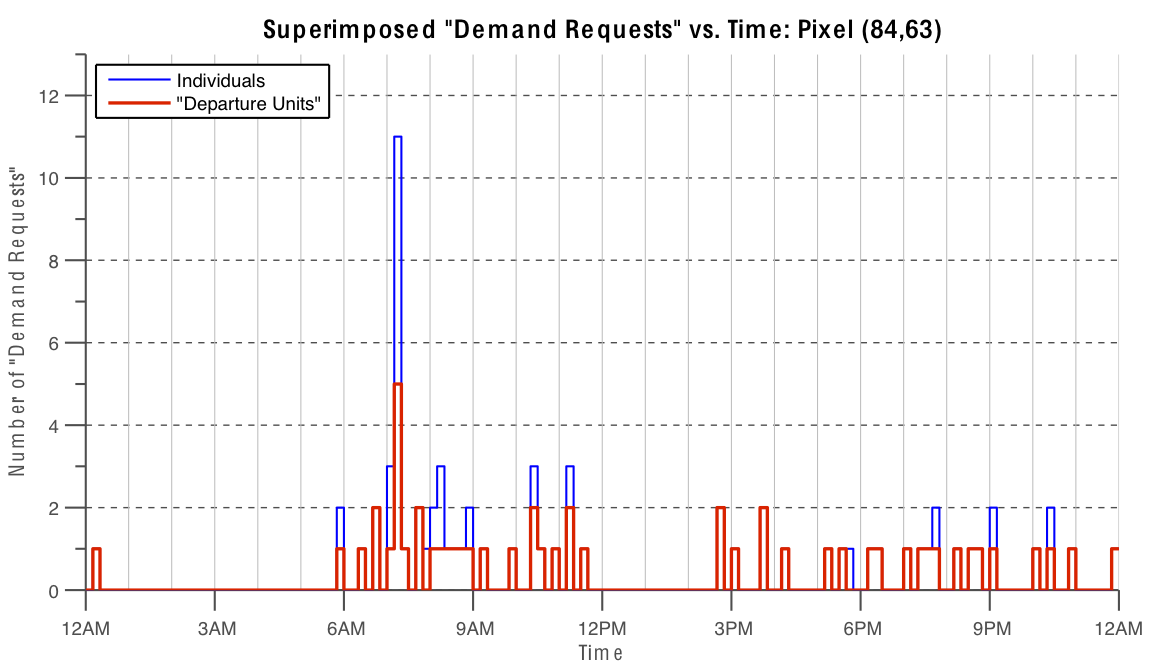 Superimposed "Demand Requests" vs. Time: Pixel (84,63)
Individuals
"Departure Units"
Number of "Demand Requests"
12
10
8
6
4
2
0
12AM 3AM 6AM 9AM 12PM 3PM 6PM 9PM 12AM
Time